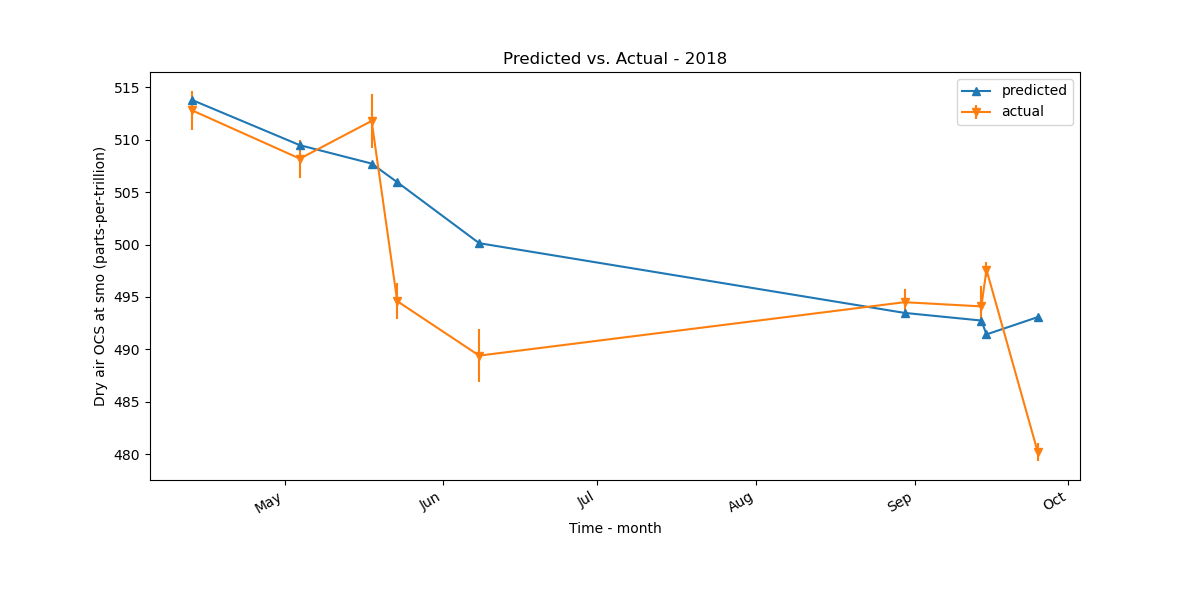 Predicted vs. Actual - 2018
predicted
actual
515
510
505
500
495
490
485
480
Dry air OCS at smo (parts-per-trillion)
May
Jun
Jul
Aug
Sep
Oct
Time - month